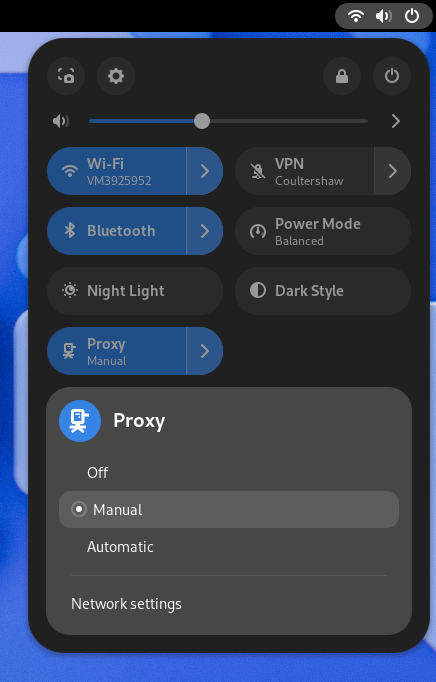 Wi-Fi
VM3925952
VPN
Coultershaw
Bluetooth
Power Mode
Balanced
Night Light
Dark Style
Proxy
Manual
Proxy
Off
Manual
Automatic
Network settings